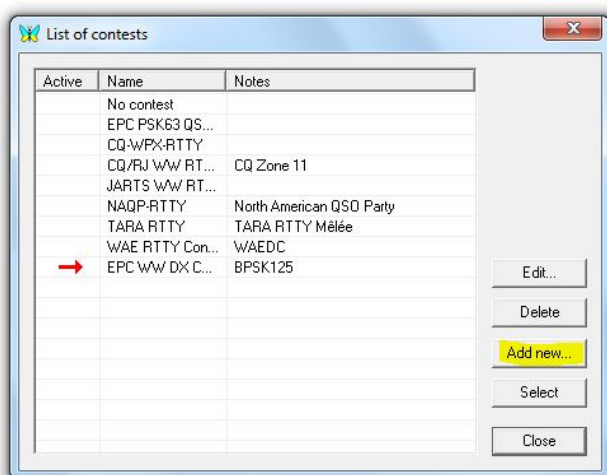 List of contests
Active Name Notes
No contest
EPC PSK63 QS...
CQ-WPX-RTTY
CQ/RJ WW RT... CQ Zone 11
JARTS WW RT...
NAQP-RTTY North American QSO Party
TARA RTTY TARA RTTY Mêlée
WAE RTTY Con... WAEDC
EPC WW DX C... BPSK125
Edit...
Delete
Add new...
Select
Close